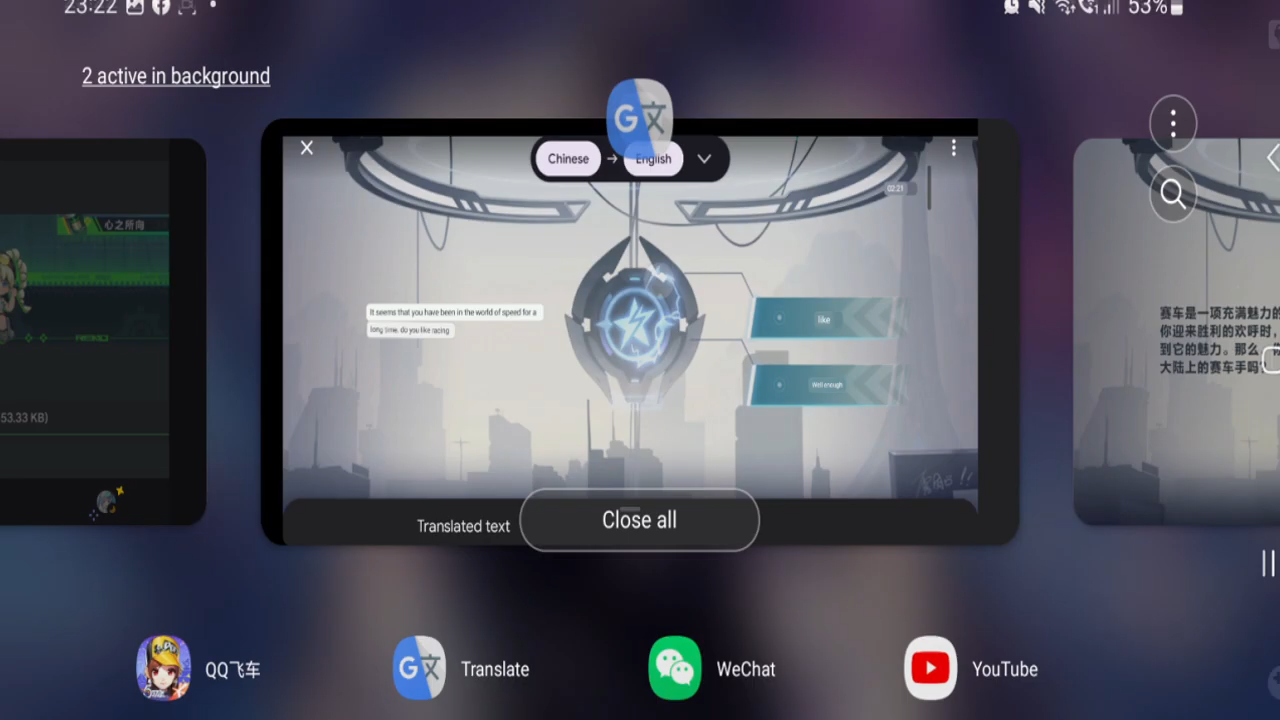 23:22
53%
2 active in background
Chinese → English
心之所向
02:21
It seems that you have been in the world of speed for a
long time. do you like racing
like
Well enough
赛车是一项充满魅力的
你迎来胜利的欢呼时，
到它的魅力。那么
大陆上的赛车手吗?
53.33 KB)
Translated text
Close all
QQ飞车
Translate
WeChat
YouTube